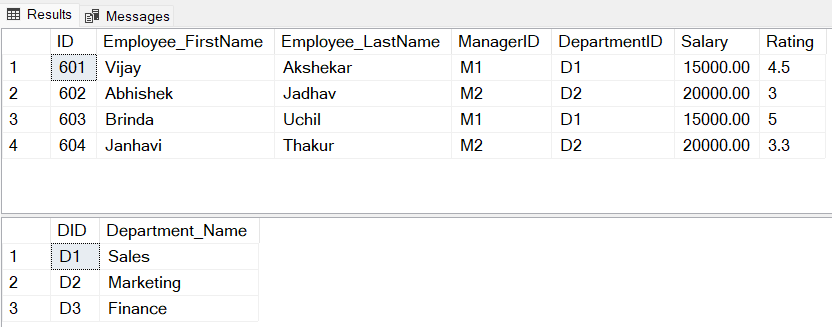 Results Messages
ID Employee_FirstName Employee_LastName ManagerID DepartmentID Salary Rating
1 601 Vijay Akshekar M1 D1 15000.00 4.5
2 602 Abhishek Jadhav M2 D2 20000.00 3
3 603 Brinda Uchil M1 D1 15000.00 5
4 604 Janhavi Thakur M2 D2 20000.00 3.3
DID Department_Name
1 D1 Sales
2 D2 Marketing
3 D3 Finance